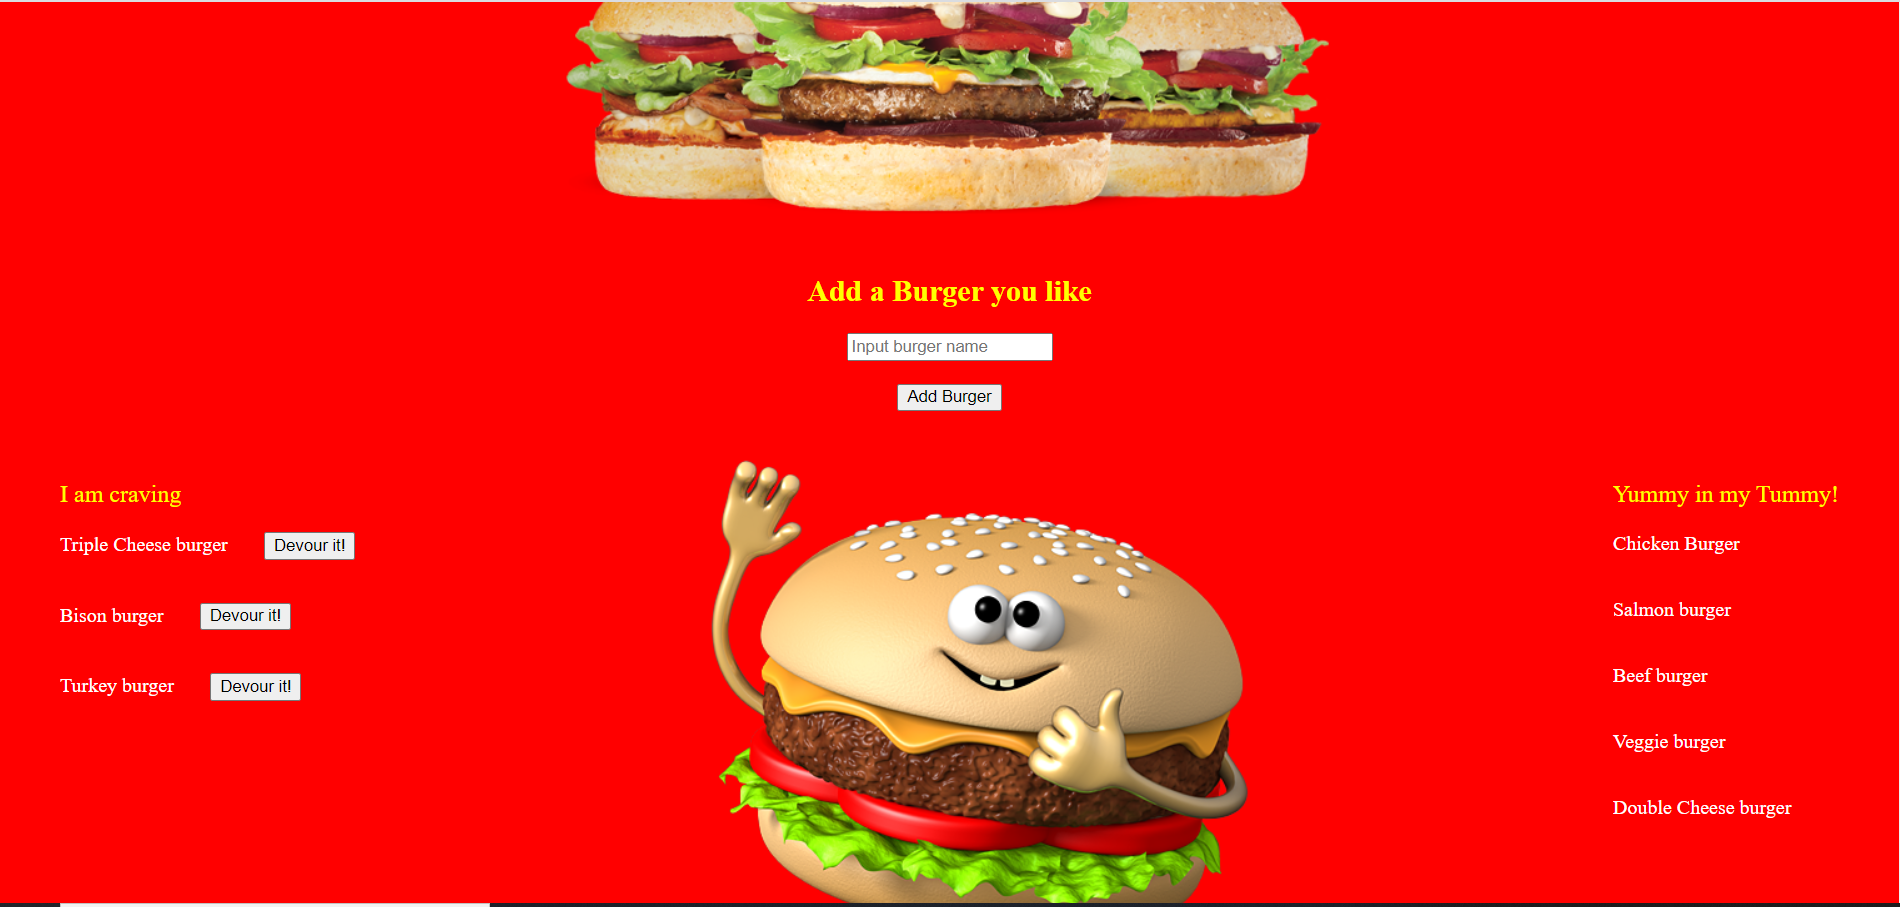 Add a Burger you like
Input burger name
Add Burger
I am craving
Triple Cheese burger Devour it!
Bison burger Devour it!
Turkey burger Devour it!
Yummy in my Tummy!
Chicken Burger
Salmon burger
Beef burger
Veggie burger
Double Cheese burger